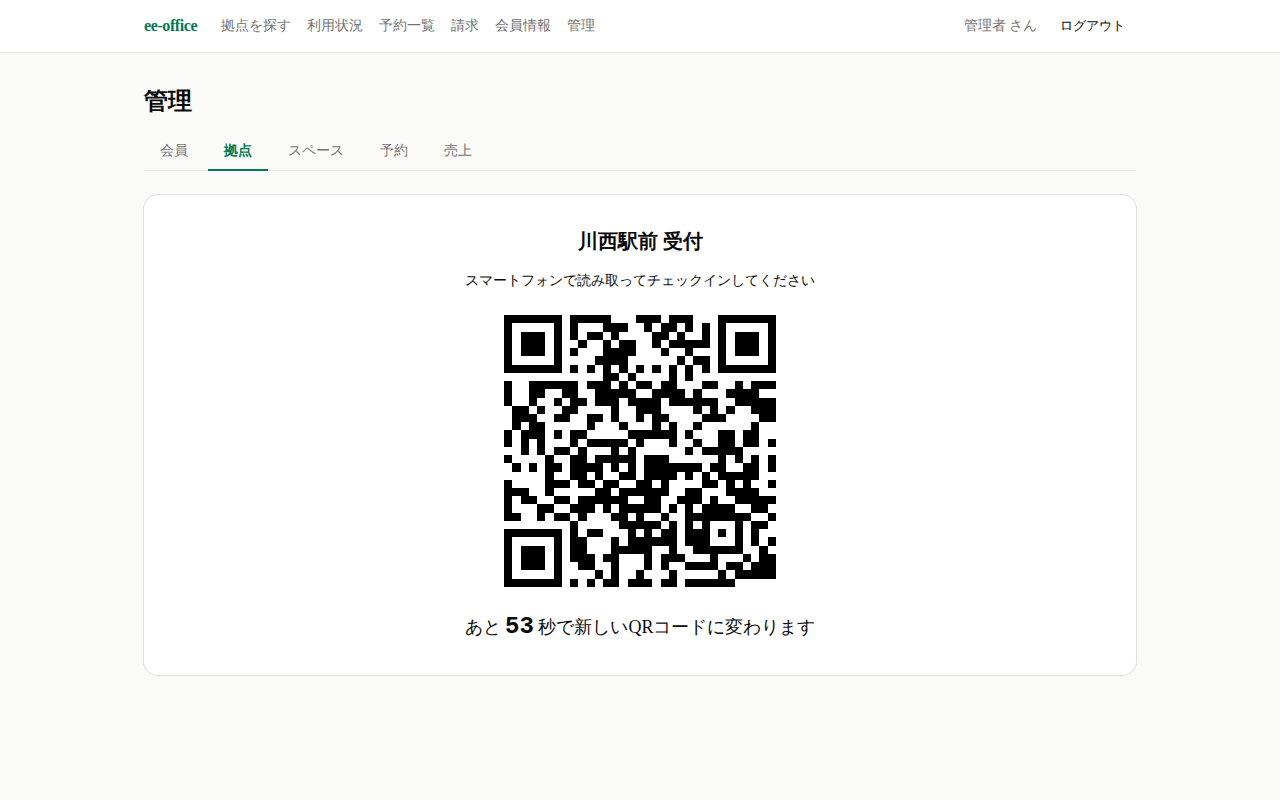 ee-office 拠点を探す 利用状況 予約一覧 請求 会員情報 管理 管理者 さん ログアウト
管理
会員 拠点 スペース 予約 売上
川西駅前 受付
スマートフォンで読み取ってチェックインしてください
あと 53 秒で新しいQRコードに変わります